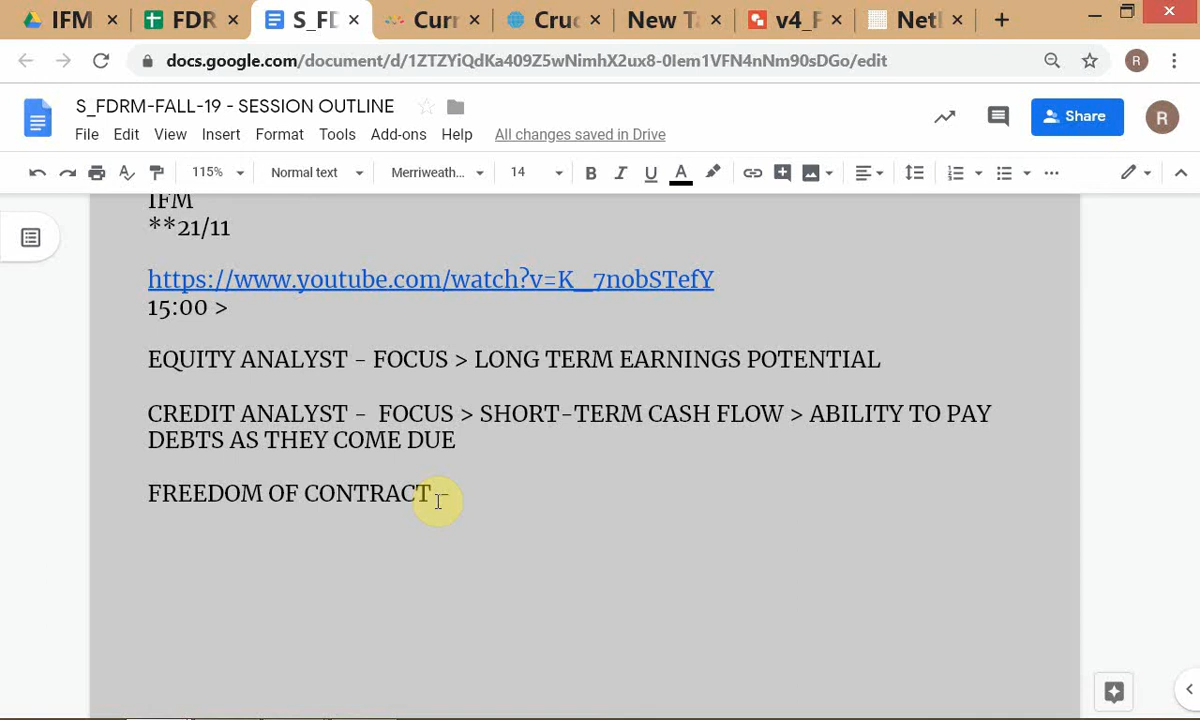 IFM
FDR
S_FD
Curr
Cruc
New Ta
v4_F
Netl
docs.google.com/document/d/1ZTZYiQdKa409Z5wNimhX2ux8-0Iem1VFN4nNm90sDGo/edit
R
S_FDRM-FALL-19 - SESSION OUTLINE
File Edit View Insert Format Tools Add-ons Help All changes saved in Drive
Share
R
115% Normal text Merriweath... 14 B I U A
IFM
**21/11
https://www.youtube.com/watch?v=K_7nobSTefY
15:00 >
EQUITY ANALYST - FOCUS > LONG TERM EARNINGS POTENTIAL
CREDIT ANALYST - FOCUS > SHORT-TERM CASH FLOW > ABILITY TO PAY
DEBTS AS THEY COME DUE
FREEDOM OF CONTRACT -